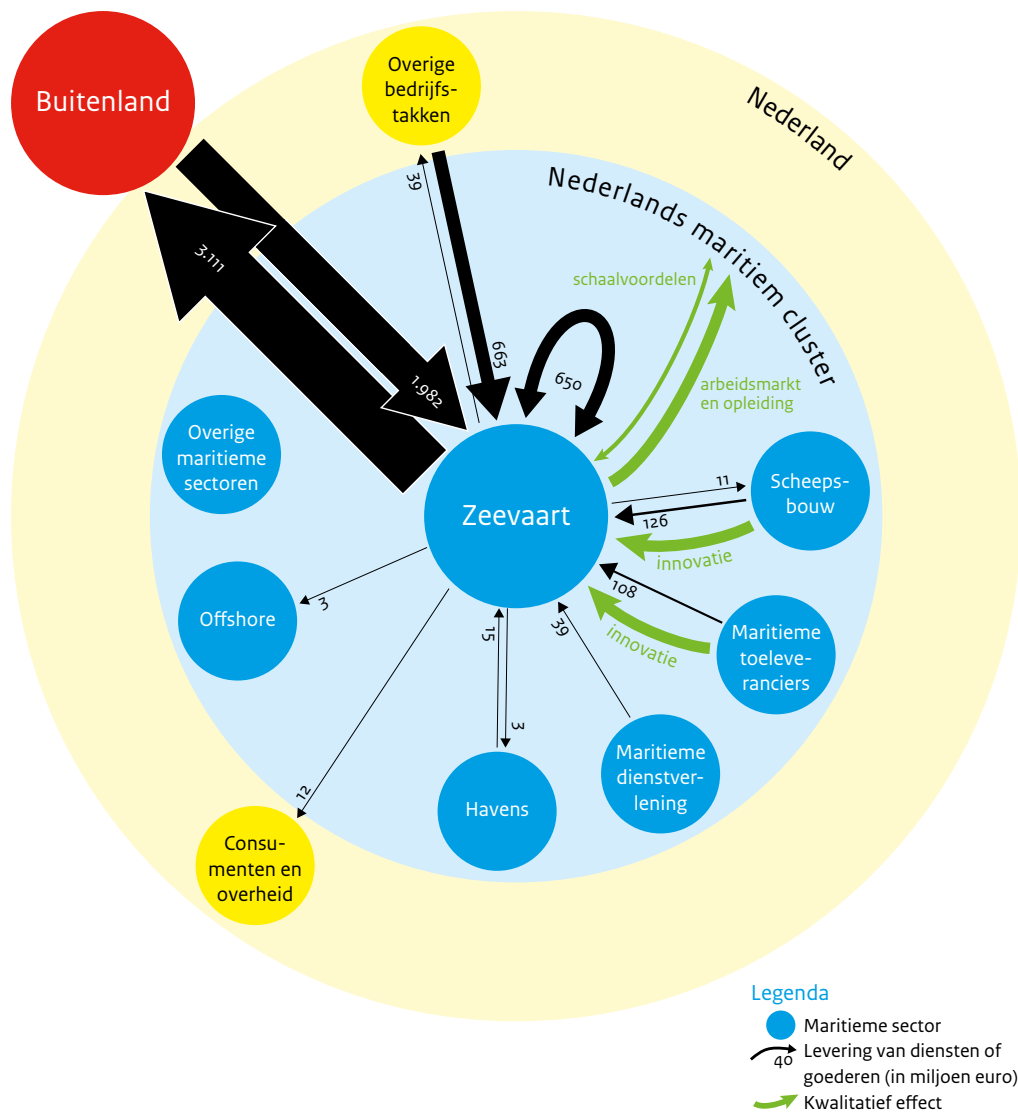 Buitenland
Overige
bedrijfs-
takken
Nederland
Nederlands maritiem cluster
39
3.111
1.982
663
650
schaalvoordelen
arbeidsmarkt
en opleiding
Overige
maritieme
sectoren
Zeevaart
11
126
Scheeps-
bouw
innovatie
108
innovatie
Maritieme
toeleve-
ranciers
Offshore
3
15
3
39
Maritieme
dienstver-
lening
Havens
12
Consu-
menten en
overheid
Legenda
Maritieme sector
40
Levering van diensten of
goederen (in miljoen euro)
Kwalitatief effect